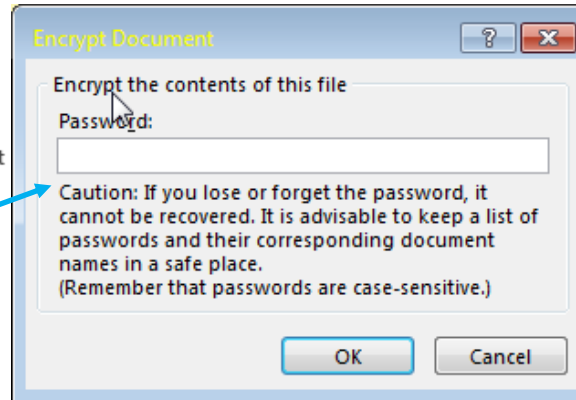 Encrypt Document
?
X
Encrypt the contents of this file
Password:
t
Caution: If you lose or forget the password, it
cannot be recovered. It is advisable to keep a list of
passwords and their corresponding document
names in a safe place.
(Remember that passwords are case-sensitive.)
OK
Cancel